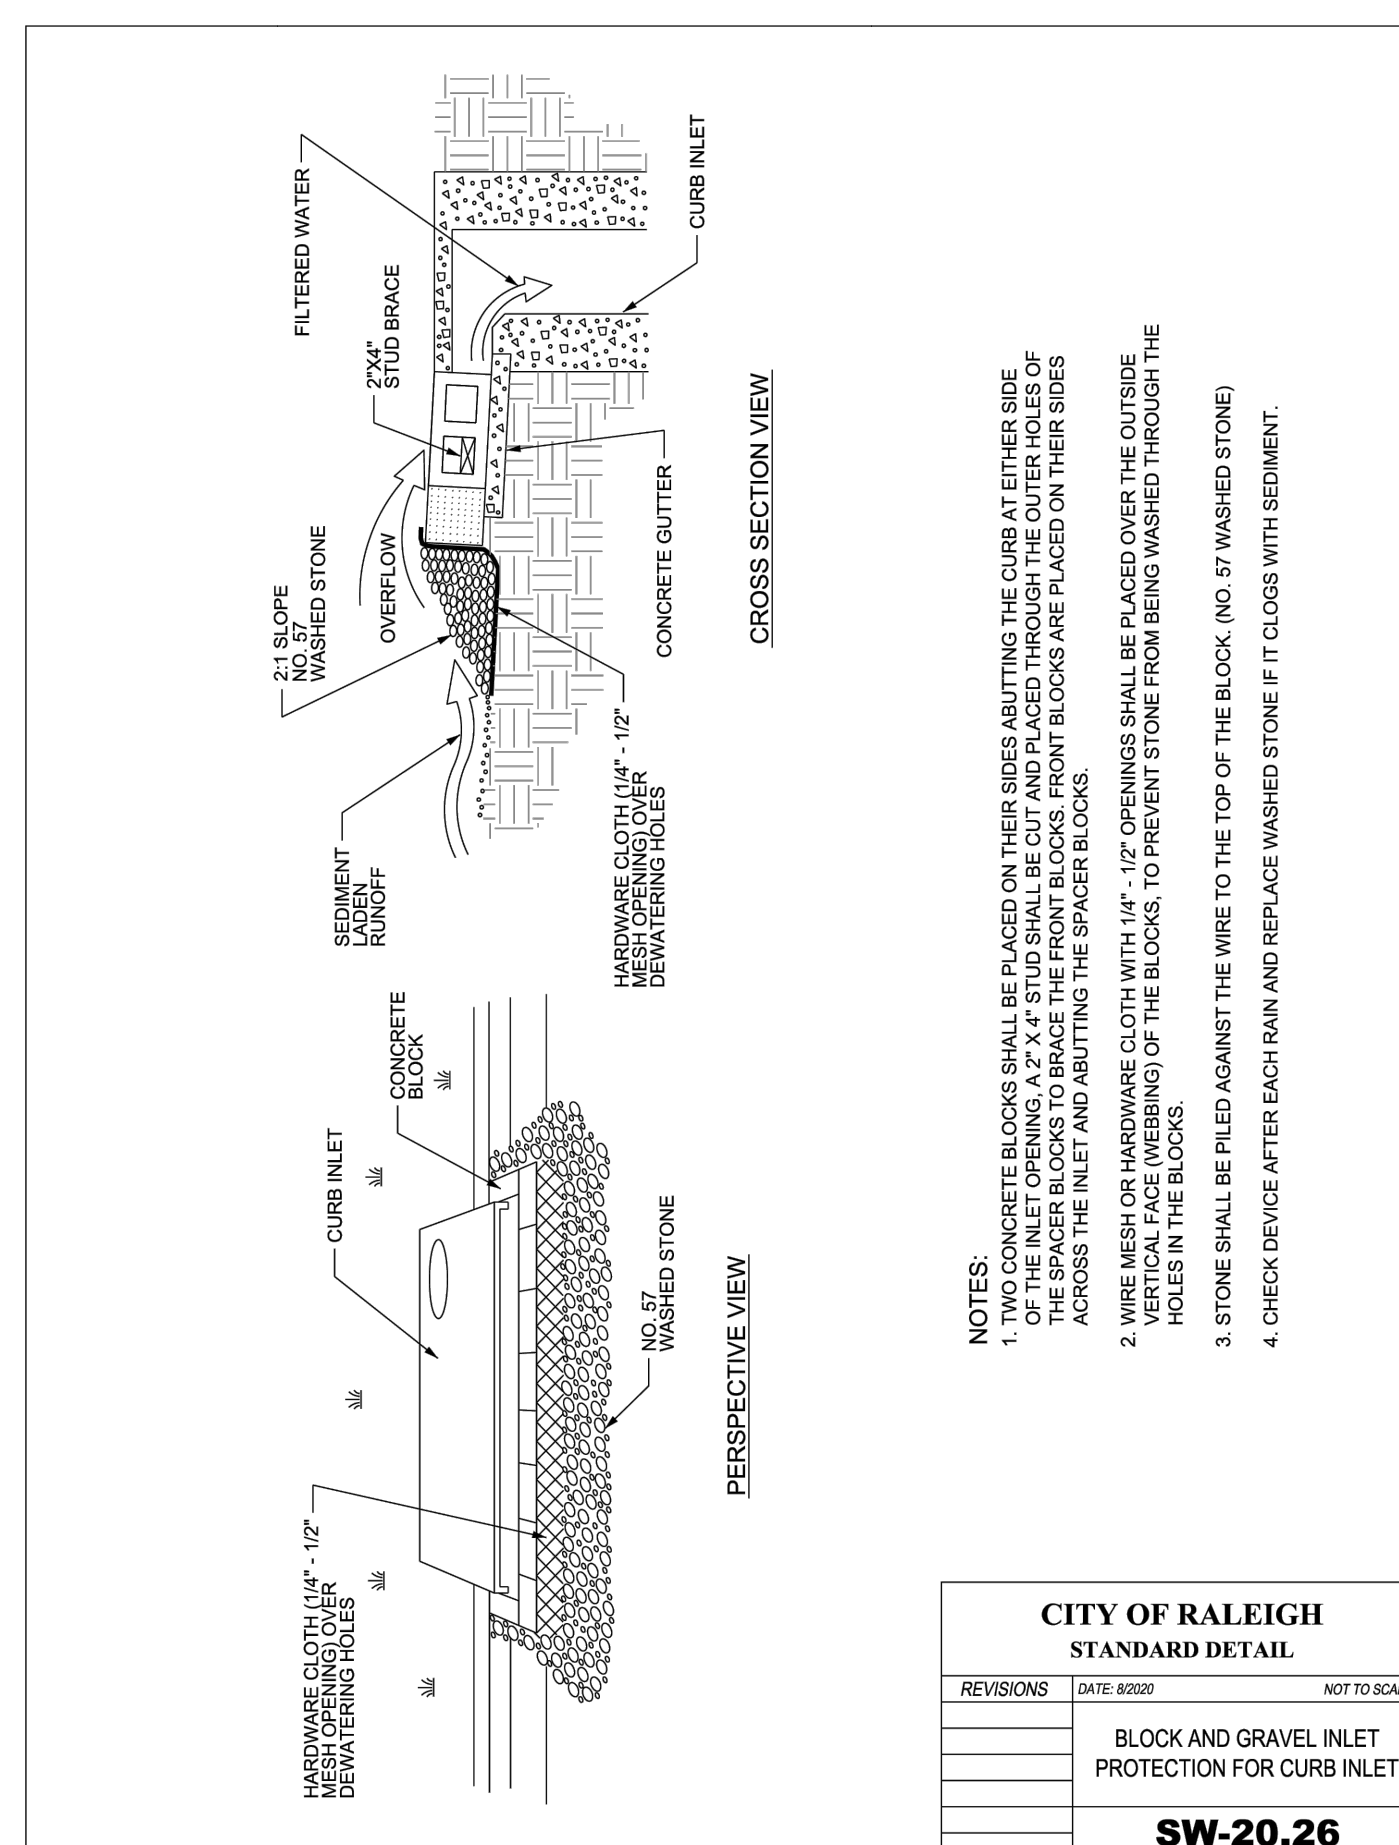 HARDWARE CLOTH (1/4" - 1/2"
MESH OPENING) OVER
DEWATERING HOLES
CURB INLET
CONCRETE
BLOCK
NO. 57
WASHED STONE
PERSPECTIVE VIEW
SEDIMENT
LADEN
RUNOFF
2:1 SLOPE
NO. 57
WASHED STONE
OVERFLOW
2"X4"
STUD BRACE
FILTERED WATER
HARDWARE CLOTH (1/4" - 1/2"
MESH OPENING) OVER
DEWATERING HOLES
CONCRETE GUTTER
CURB INLET
CROSS SECTION VIEW
NOTES:
1. TWO CONCRETE BLOCKS SHALL BE PLACED ON THEIR SIDES ABUTTING THE CURB AT EITHER SIDE
OF THE INLET OPENING, A 2" X 4" STUD SHALL BE CUT AND PLACED THROUGH THE OUTER HOLES OF
THE SPACER BLOCKS TO BRACE THE FRONT BLOCKS. FRONT BLOCKS ARE PLACED ON THEIR SIDES
ACROSS THE INLET AND ABUTTING THE SPACER BLOCKS.
2. WIRE MESH OR HARDWARE CLOTH WITH 1/4" - 1/2" OPENINGS SHALL BE PLACED OVER THE OUTSIDE
VERTICAL FACE (WEBBING) OF THE BLOCKS, TO PREVENT STONE FROM BEING WASHED THROUGH THE
HOLES IN THE BLOCKS.
3. STONE SHALL BE PILED AGAINST THE WIRE TO THE TOP OF THE BLOCK. (NO. 57 WASHED STONE)
4. CHECK DEVICE AFTER EACH RAIN AND REPLACE WASHED STONE IF IT CLOGS WITH SEDIMENT.
CITY OF RALEIGH
STANDARD DETAIL
REVISIONS
DATE: 8/2020
NOT TO
BLOCK AND GRAVEL INLET
PROTECTION FOR CURB INLET
SW-20.26